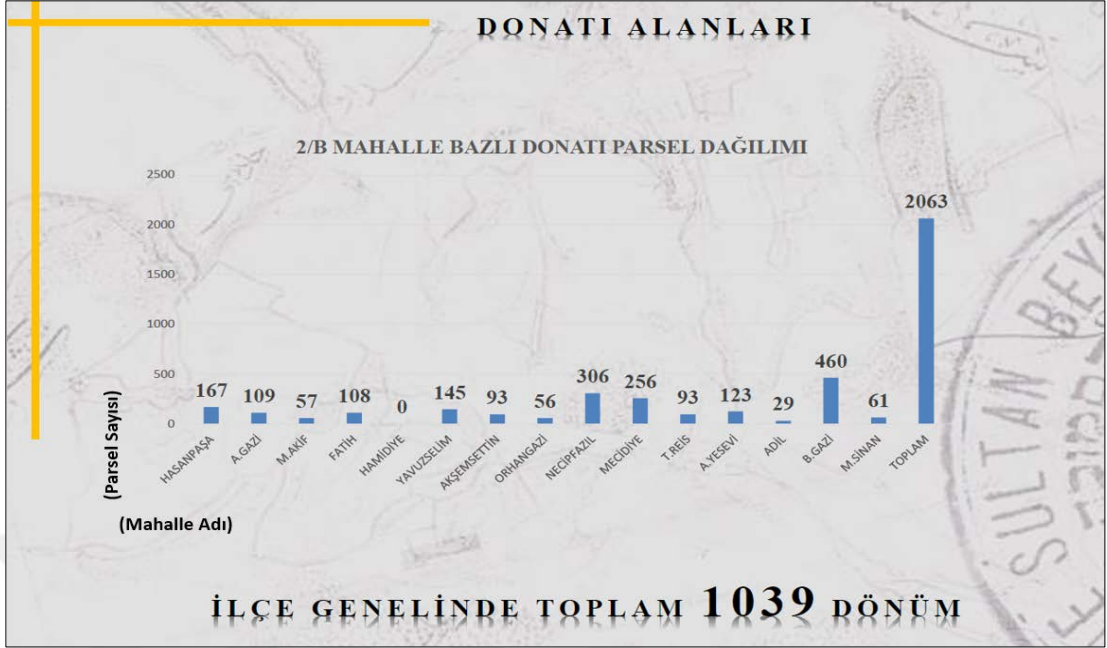 DONATI ALANLARI
2/B MAHALLE BAZLI DONATI PARSEL DAĞILIMI
2500
2000
1500
1000
500
0
167 109 57 108 0 145 93 56 306 256 93 123 29 460 61 2063
HASANPAŞA A.GAZİ M.AKİF FATİH HAMİDİYE YAVUZSELİM AKŞEMSETTİN ORHANGAZİ NECİPFAZIL MECİDİYE T.REİS A.YESEVİ ADİL B.GAZİ M.SİNAN TOPLAM
(Parsel Sayısı)
(Mahalle Adı)
İLÇE GENELİNDE TOPLAM 1039 DÖNÜM
SULTAN